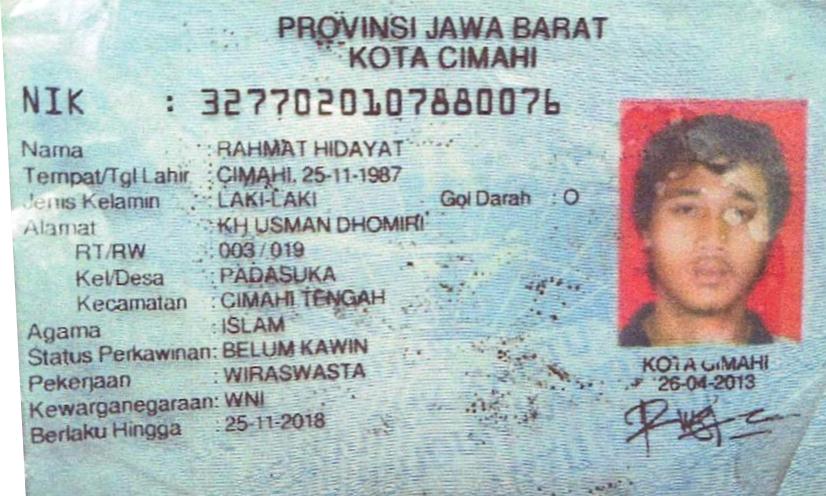 PROVINSI JAWA BARAT
KOTA CIMAHI
NIK : 3277020107880076
Nama : RAHMAT HIDAYAT
Tempat/Tgl Lahir : CIMAHI, 25-11-1987
Jenis Kelamin : LAKI-LAKI Gol Darah : O
Alamat : KH USMAN DHOMIRI
RT/RW : 003 / 019
Kel/Desa : PADASUKA
Kecamatan : CIMAHI TENGAH
Agama : ISLAM
Status Perkawinan: BELUM KAWIN
Pekerjaan : WIRASWASTA
Kewarganegaraan: WNI
Berlaku Hingga : 25-11-2018
KOTA CIMAHI
26-04-2013